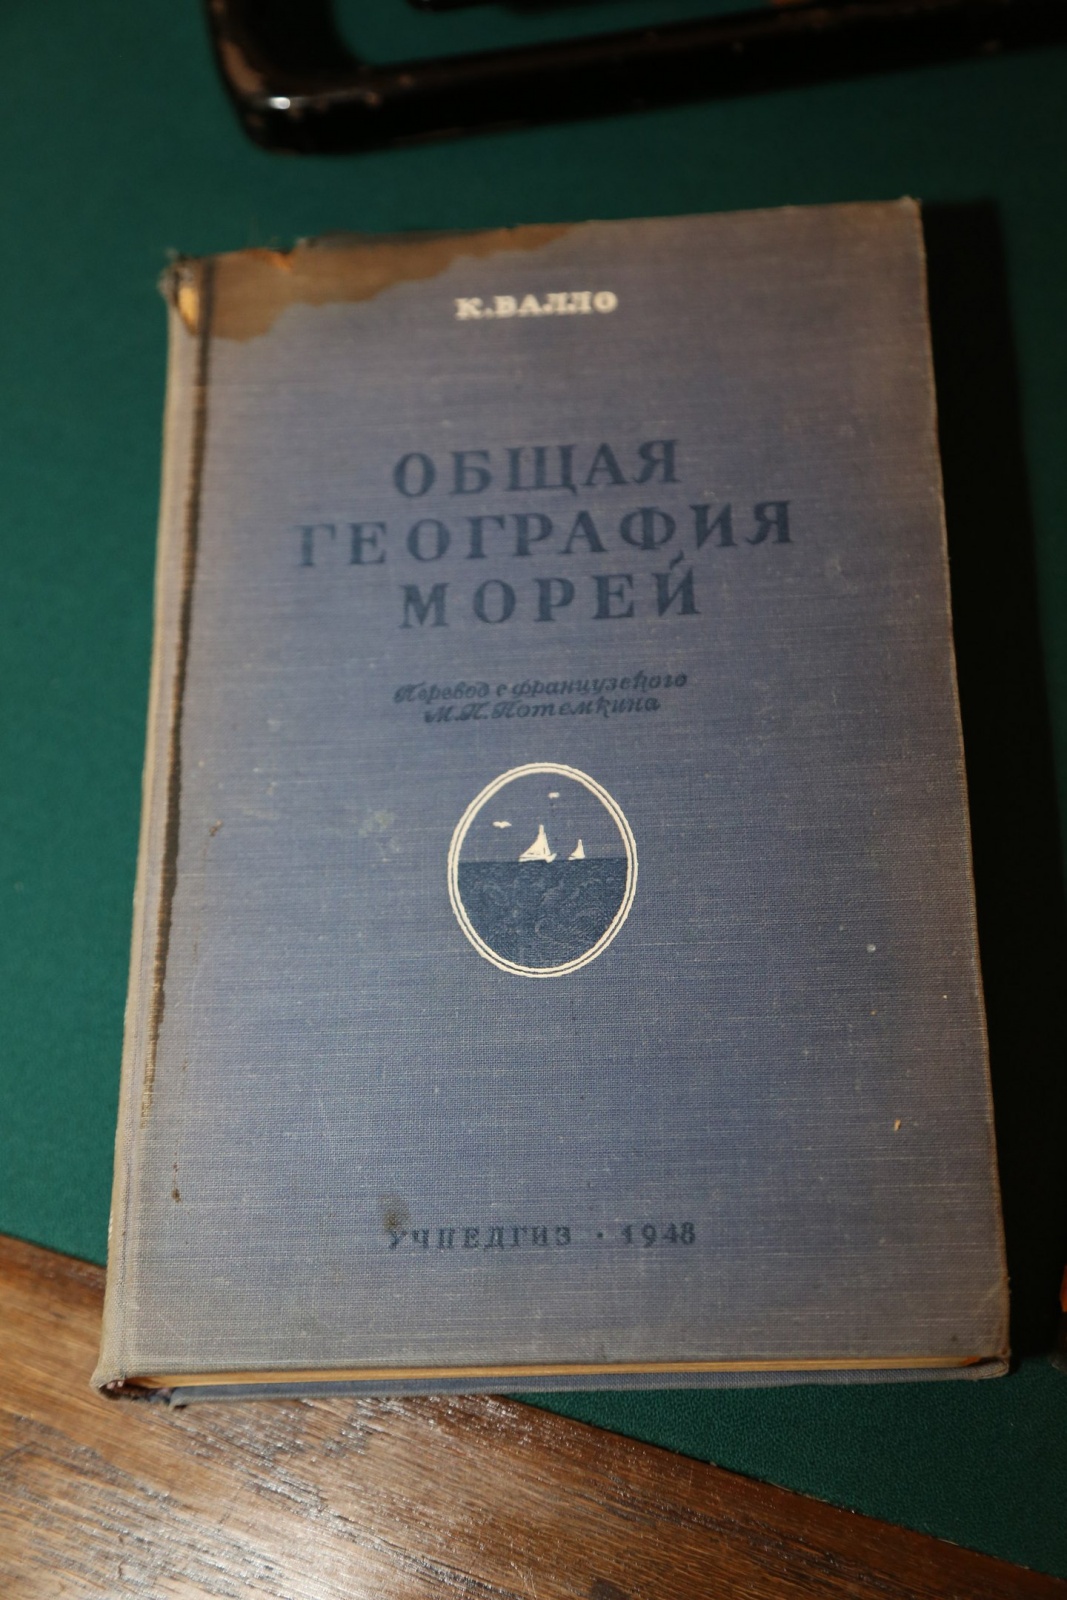 К. ВАЛЛО
ОБЩАЯ
ГЕОГРАФИЯ
МОРЕЙ
Перевод с французского
М.П. Потемкина
УЧПЕДГИЗ · 1948